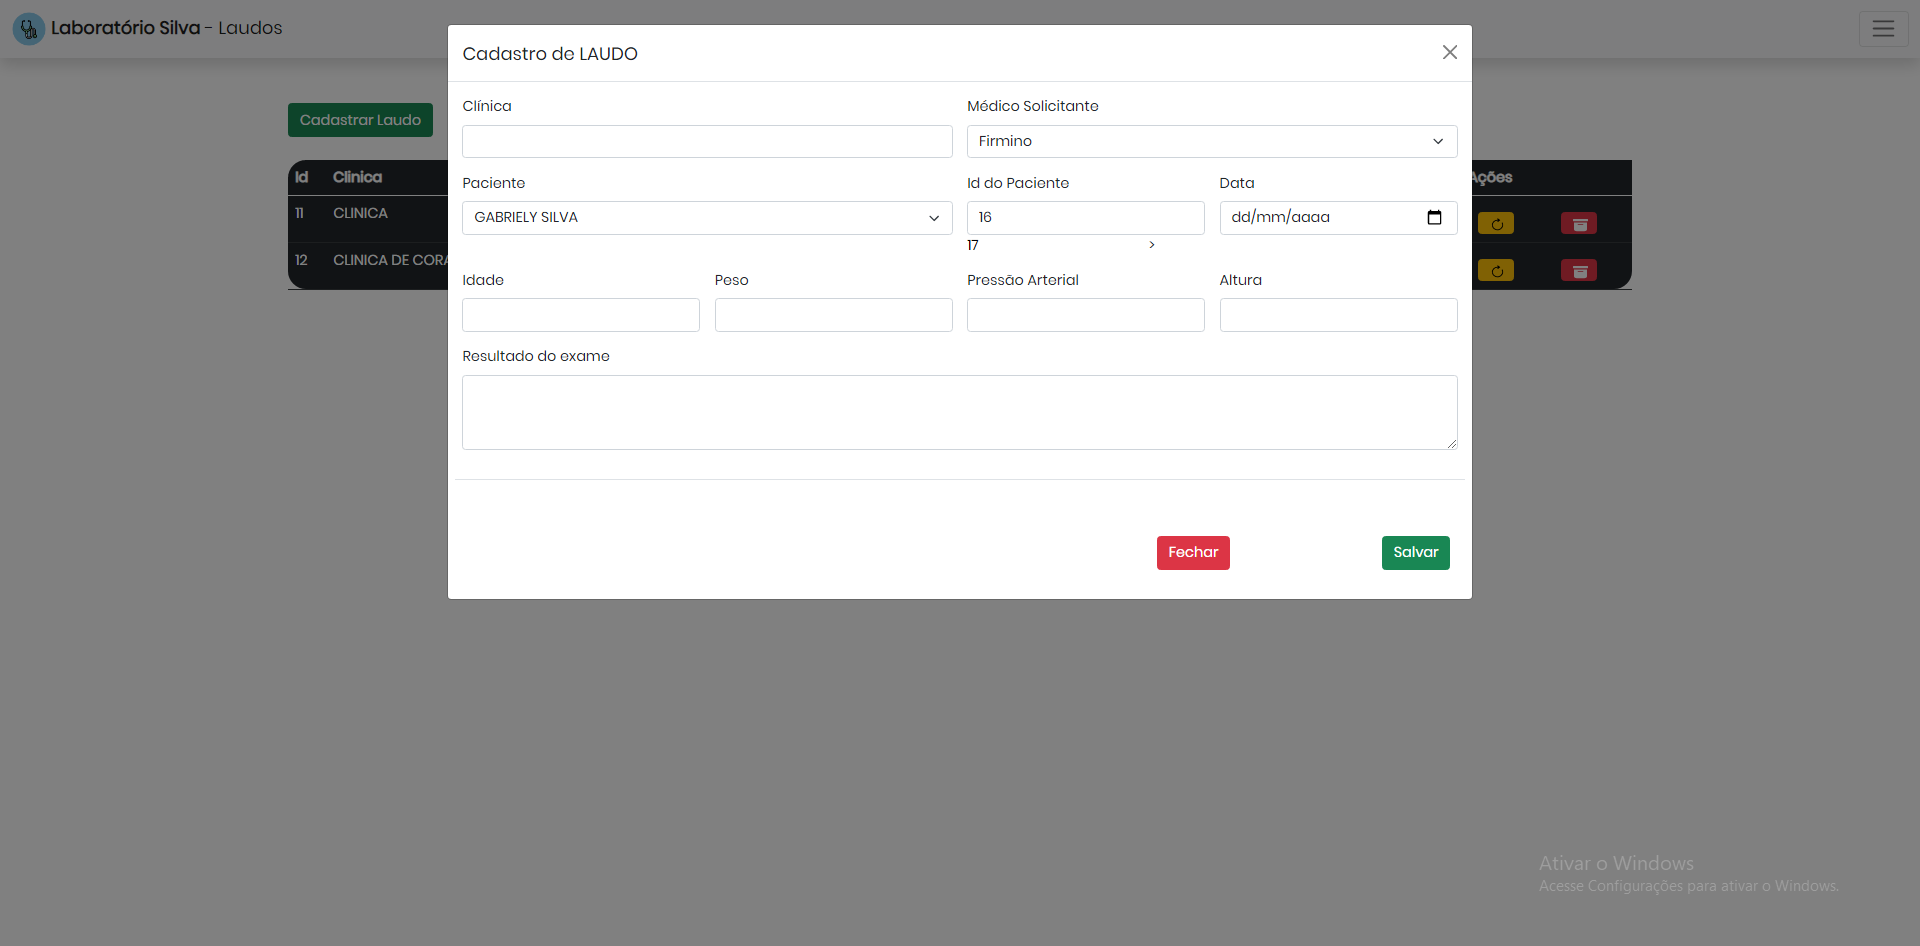 Laboratório Silva - Laudos
Cadastrar Laudo
Id Clinica Ações
11 CLINICA
12 CLINICA DE CORA
Cadastro de LAUDO
Clínica Médico Solicitante
Firmino
Paciente Id do Paciente Data
GABRIELY SILVA 16 dd/mm/aaaa
17 >
Idade Peso Pressão Arterial Altura
Resultado do exame
Fechar Salvar
Ativar o Windows
Acesse Configurações para ativar o Windows.